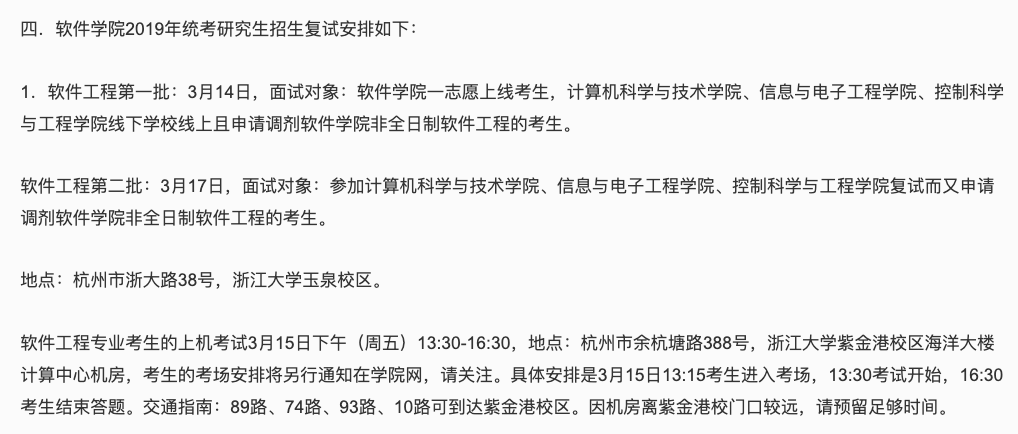 四．软件学院2019年统考研究生招生复试安排如下：
1．软件工程第一批：3月14日，面试对象：软件学院一志愿上线考生，计算机科学与技术学院、信息与电子工程学院、控制科学
与工程学院线下学校线上且申请调剂软件学院非全日制软件工程的考生。
软件工程第二批：3月17日，面试对象：参加计算机科学与技术学院、信息与电子工程学院、控制科学与工程学院复试而又申请
调剂软件学院非全日制软件工程的考生。
地点：杭州市浙大路38号，浙江大学玉泉校区。
软件工程专业考生的上机考试3月15日下午（周五）13:30-16:30，地点：杭州市余杭塘路388号，浙江大学紫金港校区海洋大楼
计算中心机房，考生的考场安排将另行通知在学院网，请关注。具体安排是3月15日13:15考生进入考场，13:30考试开始，16:30
考生结束答题。交通指南：89路、74路、93路、10路可到达紫金港校区。因机房离紫金港校门口较远，请预留足够时间。